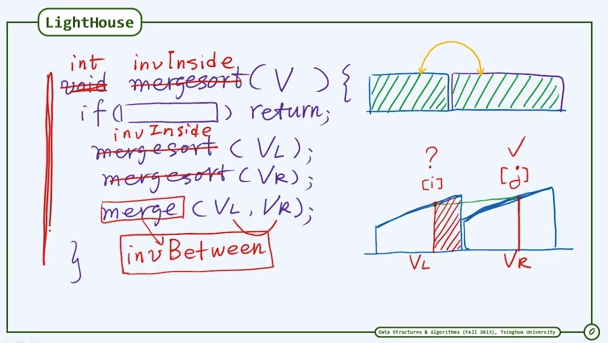 LightHouse
int invInside
void mergesort (V ) {
if( ) return;
invInside
mergesort (VL);
mergesort (VR);
merge (VL, VR);
invBetween
}
? ✓
[i] [j]
VL VR
Data Structures & Algorithms (Fall 2013), Tsinghua University 0